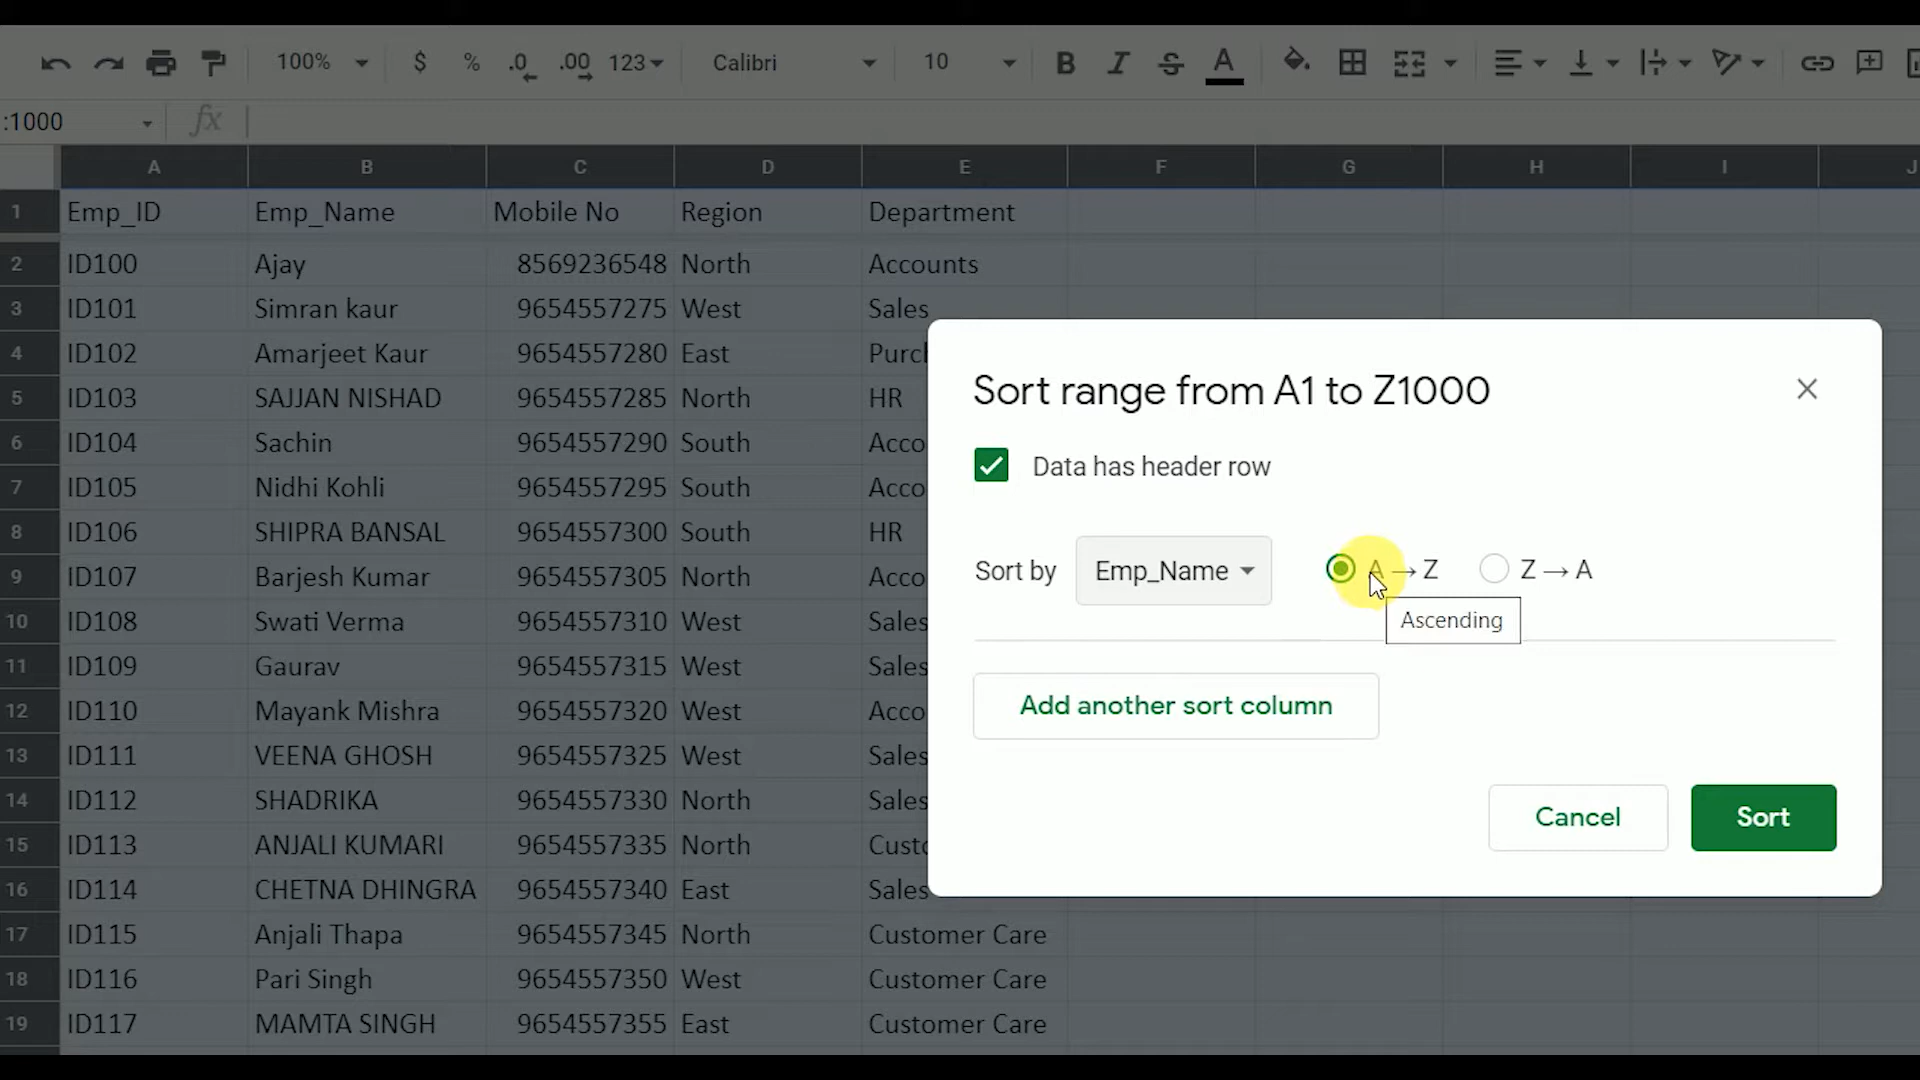 100% $ % .0 .00 123 Calibri 10 B I S A
:1000 fx
A B C D E F G H I J
1 Emp_ID Emp_Name Mobile No Region Department
2 ID100 Ajay 8569236548 North Accounts
3 ID101 Simran kaur 9654557275 West Sales
4 ID102 Amarjeet Kaur 9654557280 East Purch
5 ID103 SAJJAN NISHAD 9654557285 North HR
6 ID104 Sachin 9654557290 South Acco
7 ID105 Nidhi Kohli 9654557295 South Acco
8 ID106 SHIPRA BANSAL 9654557300 South HR
9 ID107 Barjesh Kumar 9654557305 North Acco
10 ID108 Swati Verma 9654557310 West Sales
11 ID109 Gaurav 9654557315 West Sales
12 ID110 Mayank Mishra 9654557320 West Acco
13 ID111 VEENA GHOSH 9654557325 West Sales
14 ID112 SHADRIKA 9654557330 North Sales
15 ID113 ANJALI KUMARI 9654557335 North Custo
16 ID114 CHETNA DHINGRA 9654557340 East Sales
17 ID115 Anjali Thapa 9654557345 North Customer Care
18 ID116 Pari Singh 9654557350 West Customer Care
19 ID117 MAMTA SINGH 9654557355 East Customer Care
Sort range from A1 to Z1000
Data has header row
Sort by Emp_Name A → Z Z → A
Ascending
Add another sort column
Cancel Sort